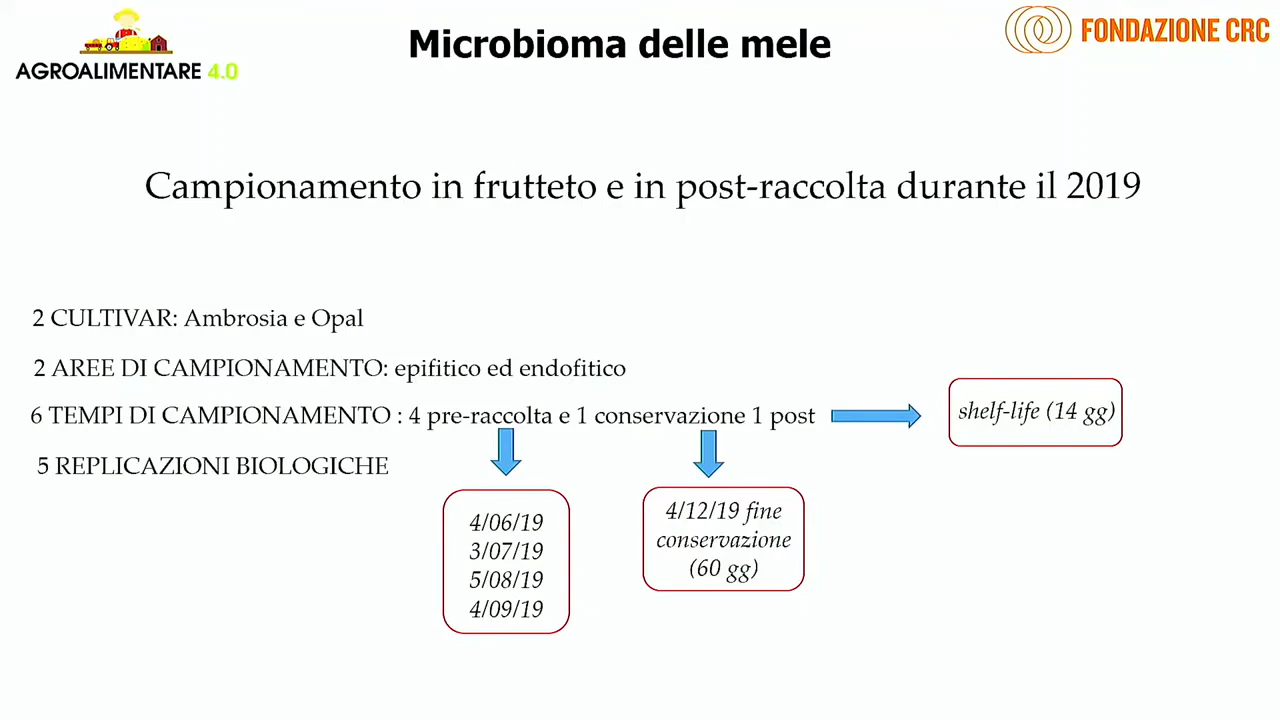 AGROALIMENTARE 4.0
Microbioma delle mele
FONDAZIONE CRC
Campionamento in frutteto e in post-raccolta durante il 2019
2 CULTIVAR: Ambrosia e Opal
2 AREE DI CAMPIONAMENTO: epifitico ed endofitico
6 TEMPI DI CAMPIONAMENTO : 4 pre-raccolta e 1 conservazione 1 post
shelf-life (14 gg)
5 REPLICAZIONI BIOLOGICHE
4/06/19
3/07/19
5/08/19
4/09/19
4/12/19 fine
conservazione
(60 gg)